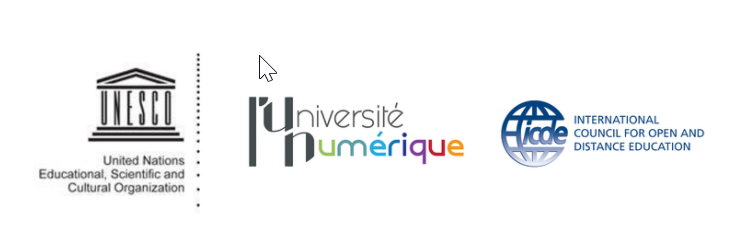 UNESCO
United Nations
Educational, Scientific and
Cultural Organization
l'Université
numérique
icde
INTERNATIONAL
COUNCIL FOR OPEN AND
DISTANCE EDUCATION